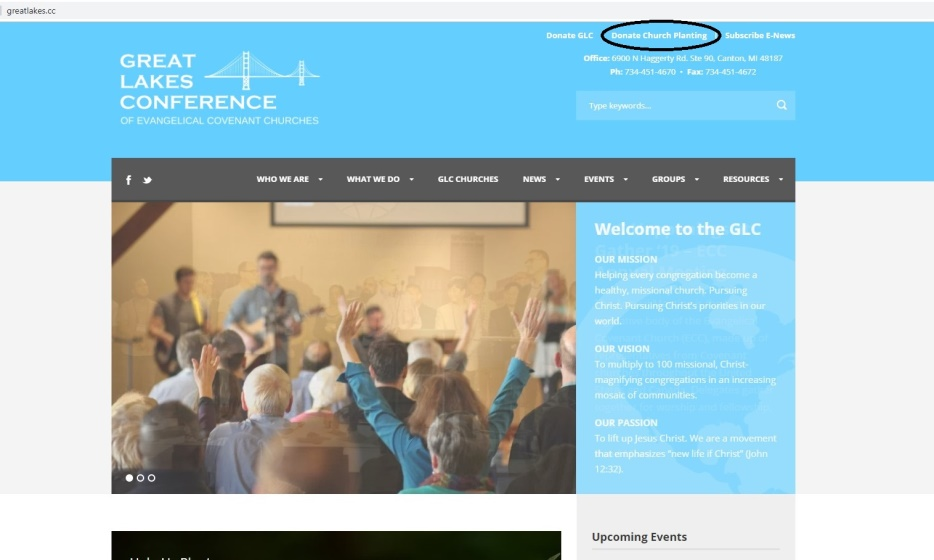 greatlakes.cc
Donate GLC Donate Church Planting Subscribe E-News
GREAT
LAKES
CONFERENCE
OF EVANGELICAL COVENANT CHURCHES
Office: 6900 N Haggerty Rd. Ste 90, Canton, MI 48187
Ph: 734-451-4670 • Fax: 734-451-4672
Type keywords...
WHO WE ARE WHAT WE DO GLC CHURCHES NEWS EVENTS GROUPS RESOURCES
Welcome to the GLC
Gather '19 – ECC
OUR MISSION
Helping every congregation become a
healthy, missional church. Pursuing
Christ. Pursuing Christ's priorities in our
world.
OUR VISION
To multiply to 100 missional, Christ-
magnifying congregations in an increasing
mosaic of communities.
OUR PASSION
To lift up Jesus Christ. We are a movement
that emphasizes "new life if Christ" (John
12:32).
Upcoming Events